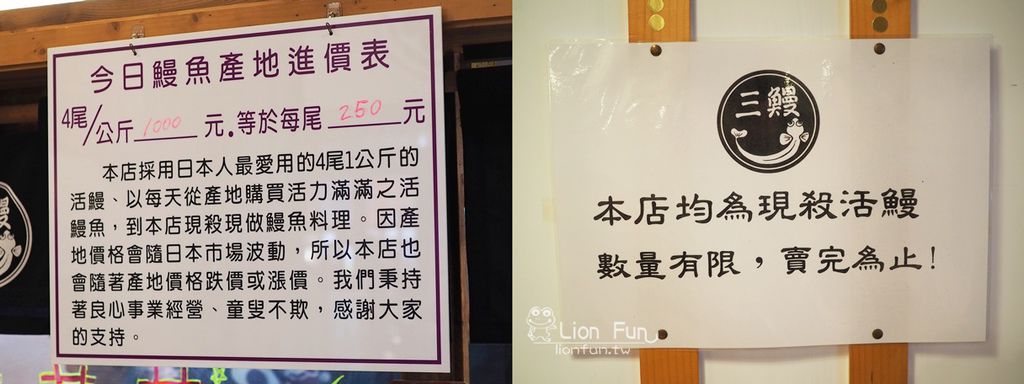 今日鰻魚產地進價表
4尾/公斤 1000 元.等於每尾 250 元
本店採用日本人最愛用的4尾1公斤的
活鰻、以每天從產地購買活力滿滿之活
鰻魚，到本店現殺現做鰻魚料理。因產
地價格會隨日本市場波動，所以本店也
會隨著產地價格跌價或漲價。我們秉持
著良心事業經營、童叟不欺，感謝大家
的支持。
三鰻
本店均為現殺活鰻
數量有限，賣完為止!
Lion Fun
lionfun.tw